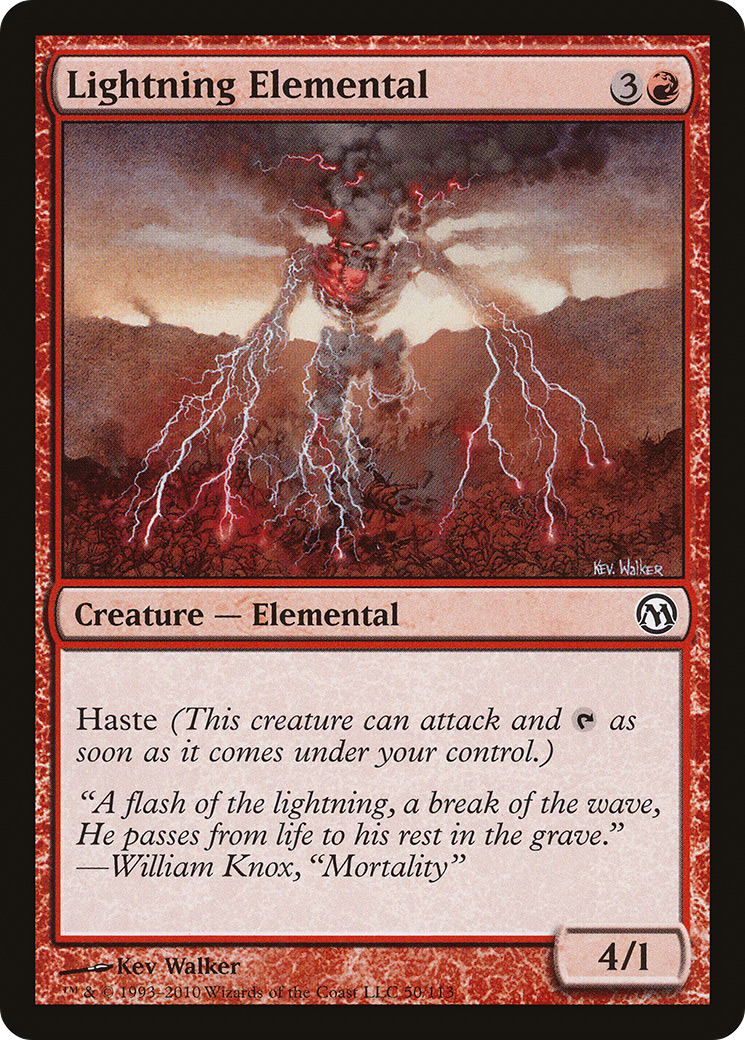 Lightning Elemental 3
KEV. WALKER
Creature — Elemental M
Haste (This creature can attack and as
soon as it comes under your control.)
“A flash of the lightning, a break of the wave,
He passes from life to his rest in the grave.”
—William Knox, “Mortality”
4/1
Kev Walker
™ & © 1993–2010 Wizards of the Coast LLC 50/113